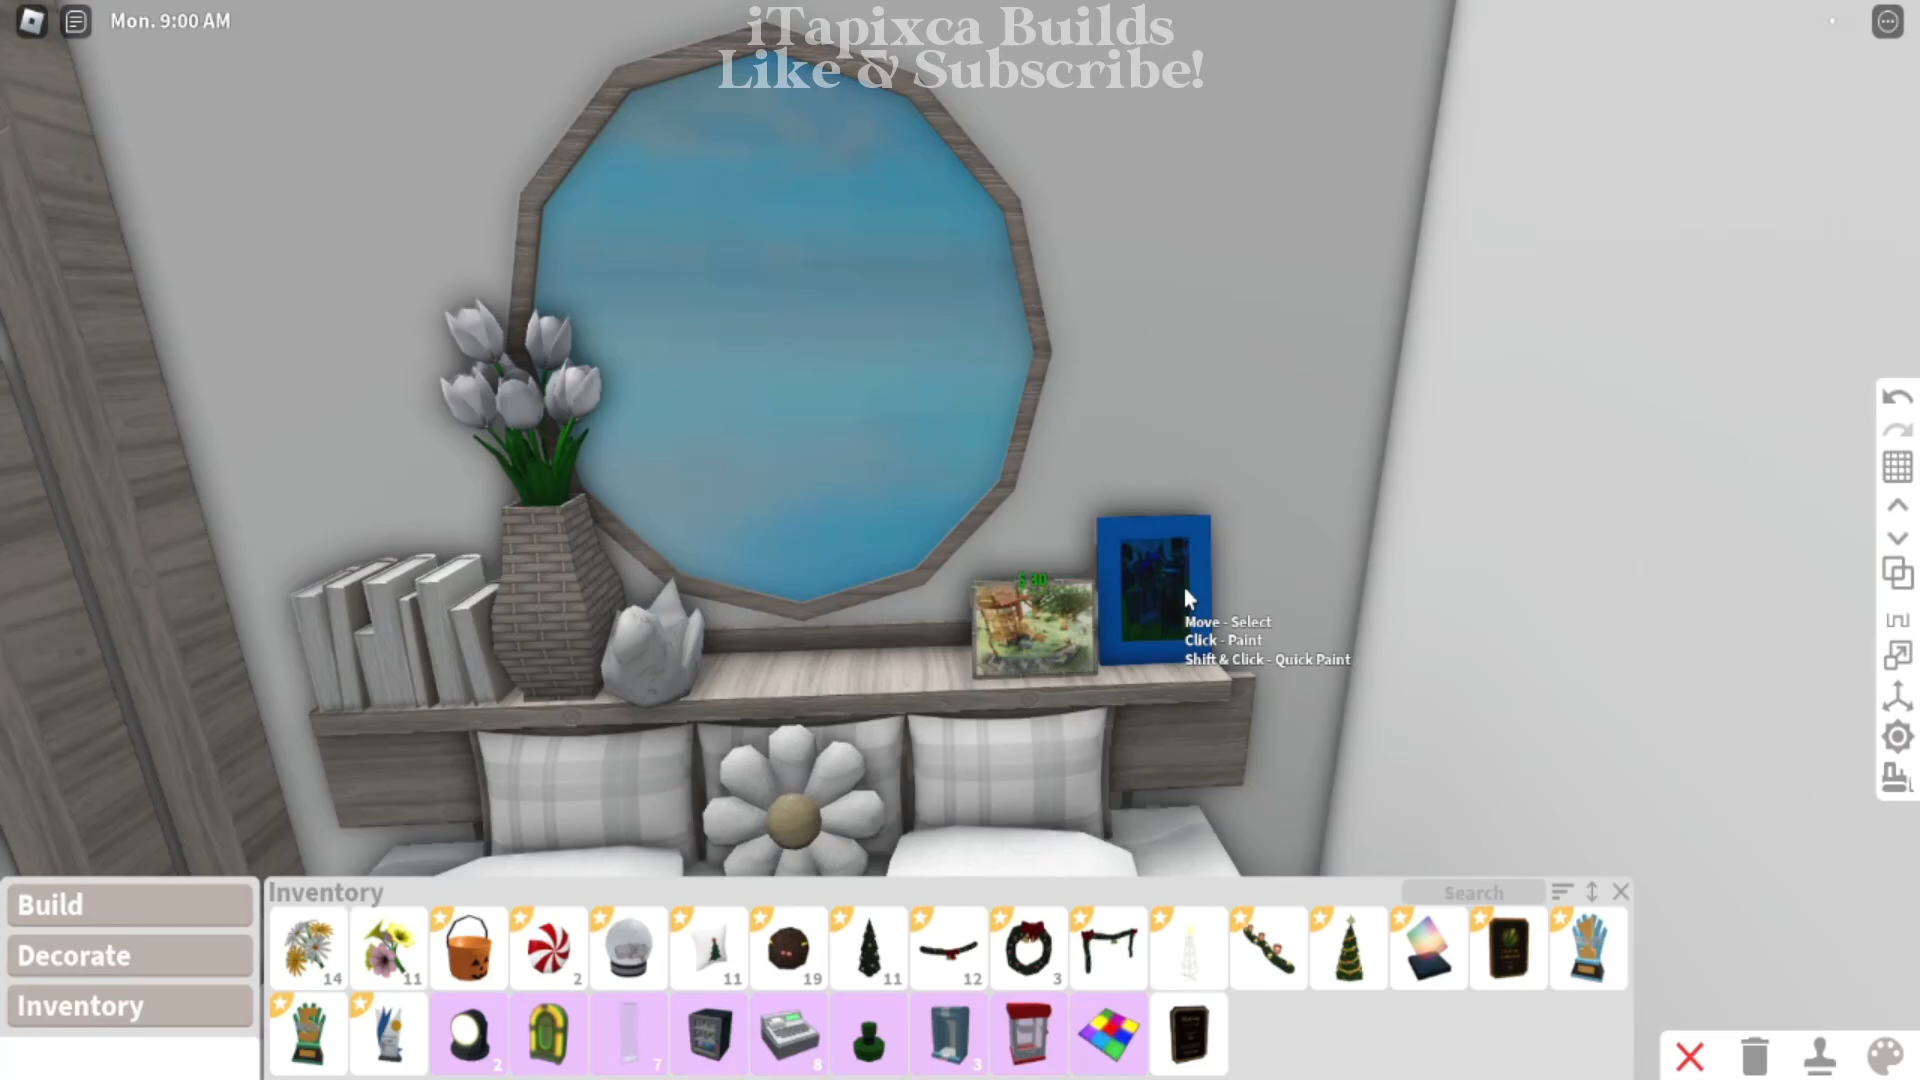 Mon. 9:00 AM
iTapixca Builds
Like & Subscribe!
$ 30
Move - Select
Click - Paint
Shift & Click - Quick Paint
Build
Decorate
Inventory
Inventory
Search
14
11
2
11
19
11
12
3
2
7
8
3